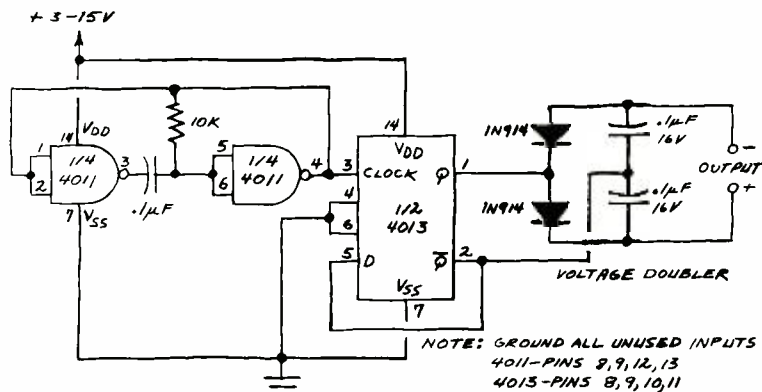 + 3-15V
14 VDD
1
2
1/4
4011
3
7 VSS
.1µF
10K
5
6
1/4
4011
4
14
VDD
3 CLOCK
4
6
5 D
1/2
4013
Q 1
Q̅ 2
VSS
7
1N914
1N914
.1µF
16V
.1µF
16V
-
OUTPUT
+
VOLTAGE DOUBLER
NOTE: GROUND ALL UNUSED INPUTS
4011-PINS 8,9,12,13
4013-PINS 8,9,10,11